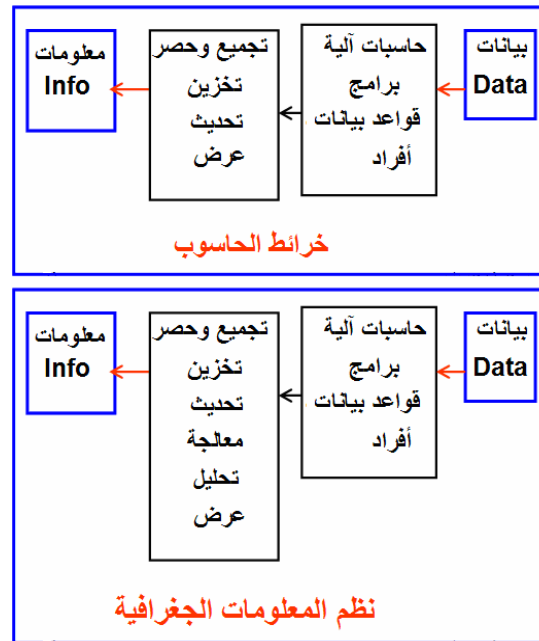 بيانات
Data
حاسبات آلية
برامج
قواعد بيانات
أفراد
تجميع وحصر
تخزين
تحديث
عرض
معلومات
Info
خرائط الحاسوب
بيانات
Data
حاسبات آلية
برامج
قواعد بيانات
أفراد
تجميع وحصر
تخزين
تحديث
معالجة
تحليل
عرض
معلومات
Info
نظم المعلومات الجغرافية